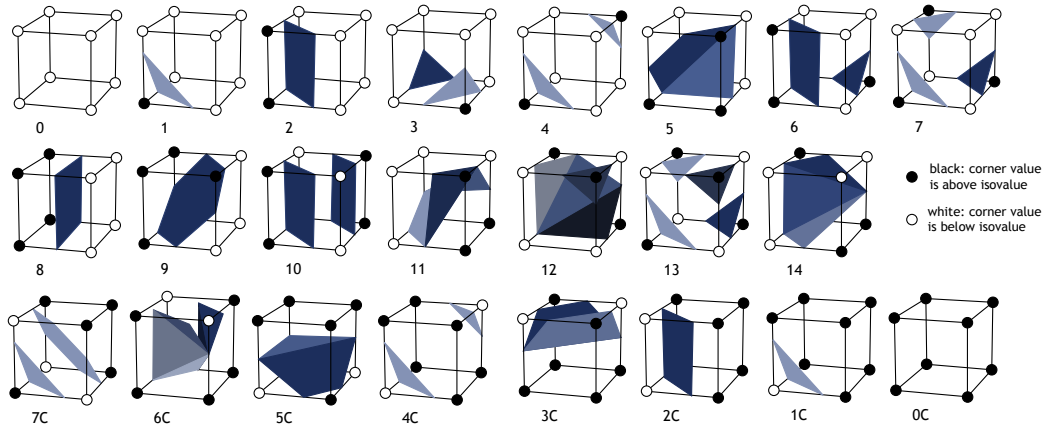 0 1 2 3 4 5 6 7
8 9 10 11 12 13 14
black: corner value
is above isovalue
white: corner value
is below isovalue
7C 6C 5C 4C 3C 2C 1C 0C